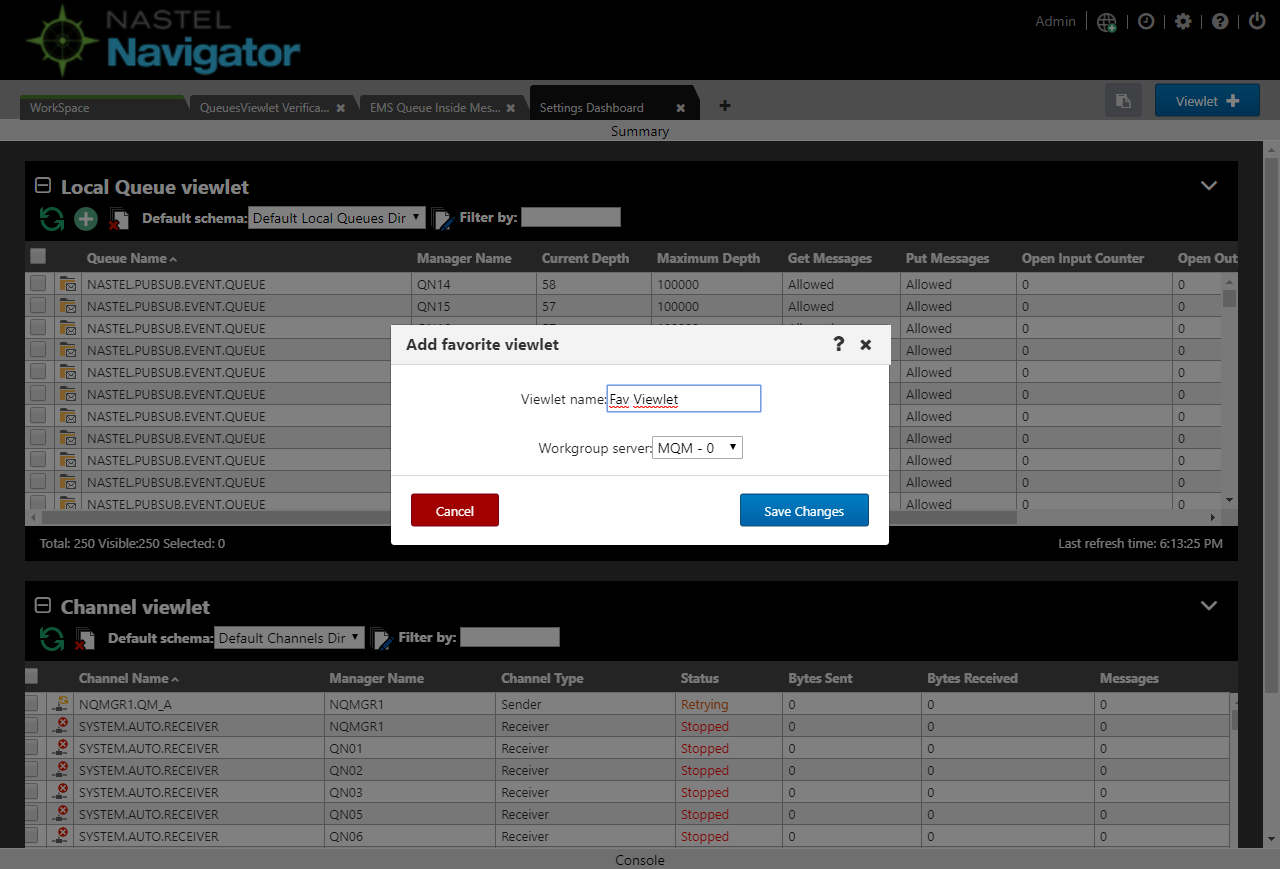 NASTEL
Navigator
Admin
WorkSpace
QueuesViewlet Verifica...
EMS Queue Inside Mes...
Settings Dashboard
Viewlet
Summary
Local Queue viewlet
Default schema: Default Local Queues Dir Filter by:
Queue Name Manager Name Current Depth Maximum Depth Get Messages Put Messages Open Input Counter Open Out
NASTEL.PUBSUB.EVENT.QUEUE QN14 58 100000 Allowed Allowed 0 0
NASTEL.PUBSUB.EVENT.QUEUE QN15 57 100000 Allowed Allowed 0 0
NASTEL.PUBSUB.EVENT.QUEUE Allowed 0 0
NASTEL.PUBSUB.EVENT.QUEUE Allowed 0 0
NASTEL.PUBSUB.EVENT.QUEUE Allowed 0 0
NASTEL.PUBSUB.EVENT.QUEUE Allowed 0 0
NASTEL.PUBSUB.EVENT.QUEUE Allowed 0 0
NASTEL.PUBSUB.EVENT.QUEUE Allowed 0 0
NASTEL.PUBSUB.EVENT.QUEUE Allowed 0 0
NASTEL.PUBSUB.EVENT.QUEUE Allowed 0 0
NASTEL.PUBSUB.EVENT.QUEUE Allowed 0 0
Add favorite viewlet
Viewlet name: Fav Viewlet
Workgroup server: MQM - 0
Cancel
Save Changes
Total: 250 Visible:250 Selected: 0
Last refresh time: 6:13:25 PM
Channel viewlet
Default schema: Default Channels Dir Filter by:
Channel Name Manager Name Channel Type Status Bytes Sent Bytes Received Messages
NQMGR1.QM_A NQMGR1 Sender Retrying 0 0 0
SYSTEM.AUTO.RECEIVER NQMGR1 Receiver Stopped 0 0 0
SYSTEM.AUTO.RECEIVER QN01 Receiver Stopped 0 0 0
SYSTEM.AUTO.RECEIVER QN02 Receiver Stopped 0 0 0
SYSTEM.AUTO.RECEIVER QN03 Receiver Stopped 0 0 0
SYSTEM.AUTO.RECEIVER QN05 Receiver Stopped 0 0 0
SYSTEM.AUTO.RECEIVER QN06 Receiver Stopped 0 0 0
Console